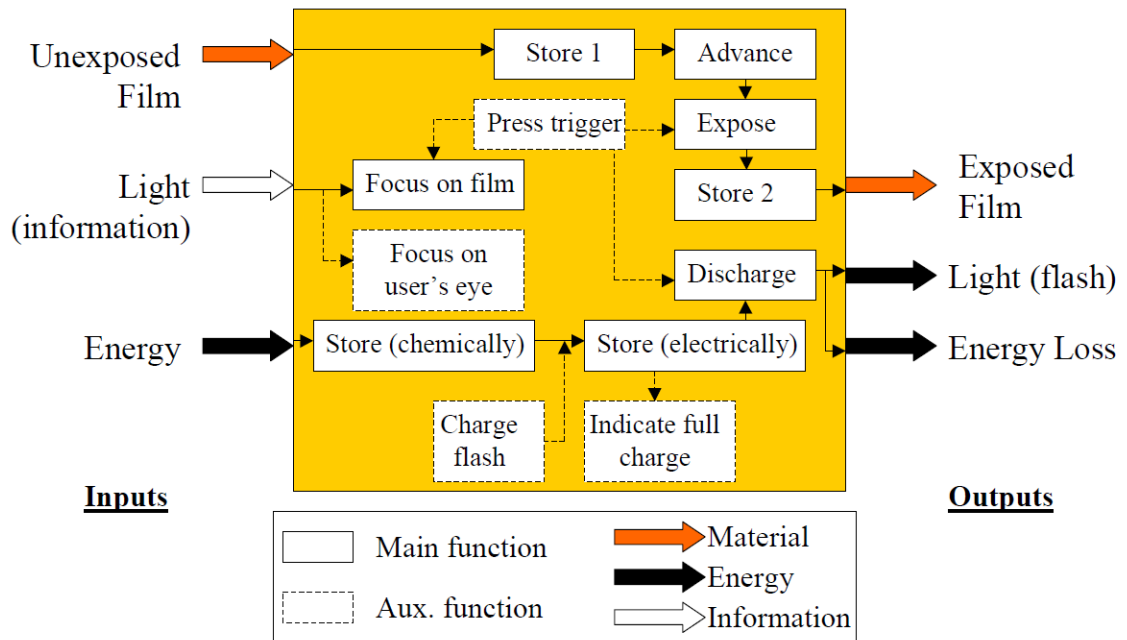 Unexposed
Film
Store 1
Advance
Press trigger
Expose
Light
(information)
Focus on film
Store 2
Exposed
Film
Focus on
user's eye
Discharge
Light (flash)
Energy
Store (chemically)
Store (electrically)
Energy Loss
Charge
flash
Indicate full
charge
Inputs
Outputs
Main function
Aux. function
Material
Energy
Information